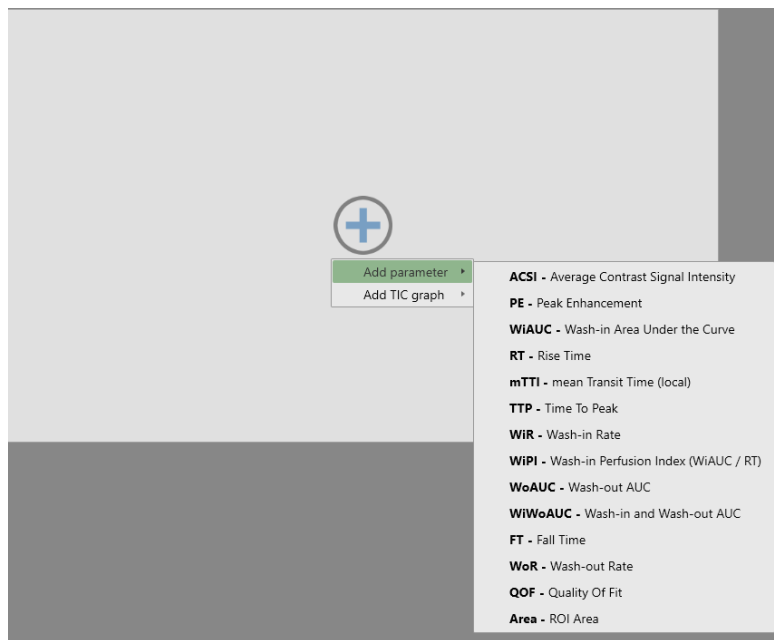 Add parameter
Add TIC graph
ACSI - Average Contrast Signal Intensity
PE - Peak Enhancement
WiAUC - Wash-in Area Under the Curve
RT - Rise Time
mTTI - mean Transit Time (local)
TTP - Time To Peak
WiR - Wash-in Rate
WiPI - Wash-in Perfusion Index (WiAUC / RT)
WoAUC - Wash-out AUC
WiWoAUC - Wash-in and Wash-out AUC
FT - Fall Time
WoR - Wash-out Rate
QOF - Quality Of Fit
Area - ROI Area